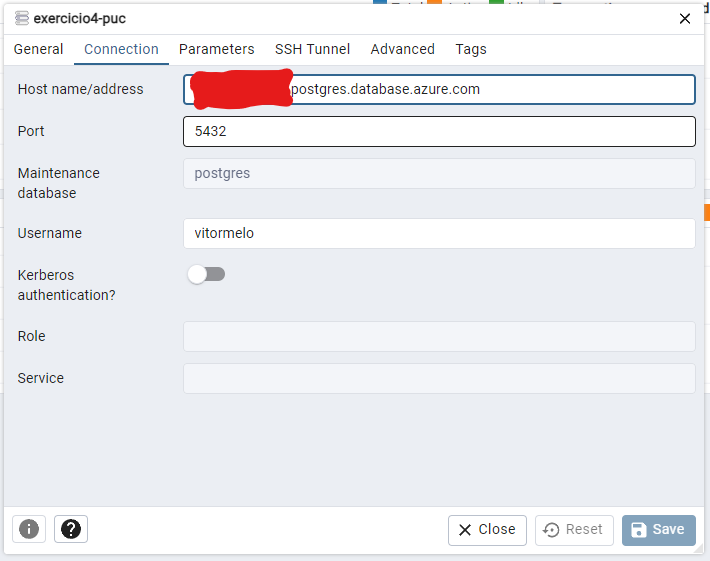 exercicio4-puc
General Connection Parameters SSH Tunnel Advanced Tags
Host name/address postgres.database.azure.com
Port 5432
Maintenance database postgres
Username vitormelo
Kerberos authentication?
Role
Service
Close Reset Save